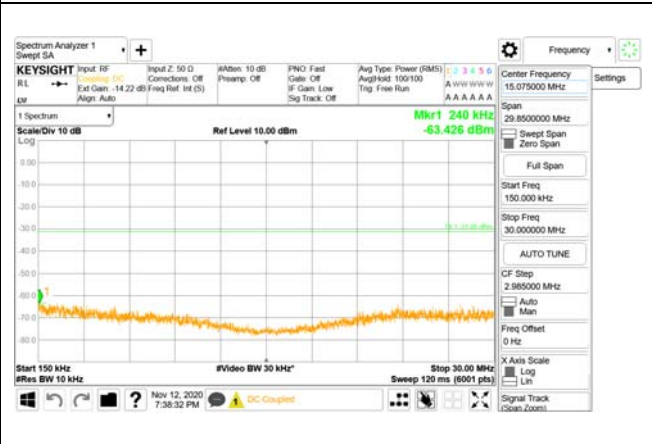 Spectrum Analyzer 1
Swept SA
Frequency
KEYSIGHT
RL
Input: RF
Coupling: DC
Ext Gain: -14.22 dB
Align: Auto
Input Z: 50 Ω
Corrections: Off
Freq Ref: Int (S)
#Atten: 10 dB
Preamp: Off
PNO: Fast
Gate: Off
IF Gain: Low
Sig Track: Off
Avg Type: Power (RMS)
Avg|Hold: 100/100
Trig: Free Run
1 2 3 4 5 6
A W W W W W
A A A A A A
1 Spectrum
Scale/Div 10 dB
Log
Ref Level 10.00 dBm
Mkr1 240 kHz
-63.426 dBm
0.00
-10.0
-20.0
-30.0
-40.0
-50.0
-60.0
-70.0
-80.0
1
Start 150 kHz
#Res BW 10 kHz
#Video BW 30 kHz*
Stop 30.00 MHz
Sweep 120 ms (6001 pts)
Center Frequency
15.075000 MHz
Settings
Span
29.8500000 MHz
Swept Span
Zero Span
Full Span
Start Freq
150.000 kHz
Stop Freq
30.000000 MHz
AUTO TUNE
CF Step
2.985000 MHz
Auto
Man
Freq Offset
0 Hz
X Axis Scale
Log
Lin
Signal Track
(Span Zoom)
?
Nov 12, 2020
7:38:32 PM
1
DC Coupled